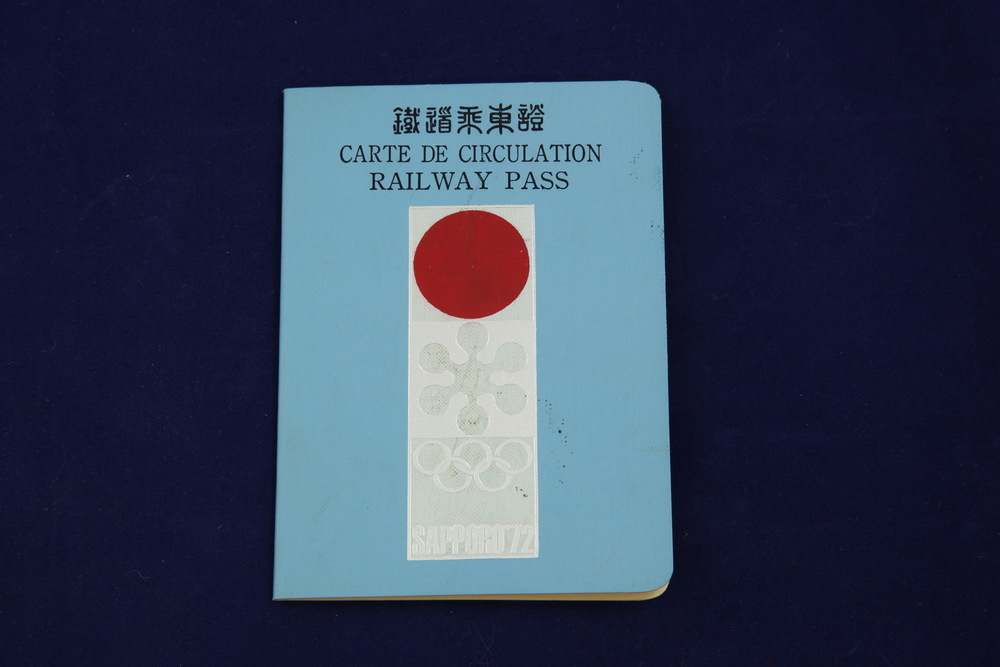 鐵道乘車證
CARTE DE CIRCULATION
RAILWAY PASS
SAPPORO'72